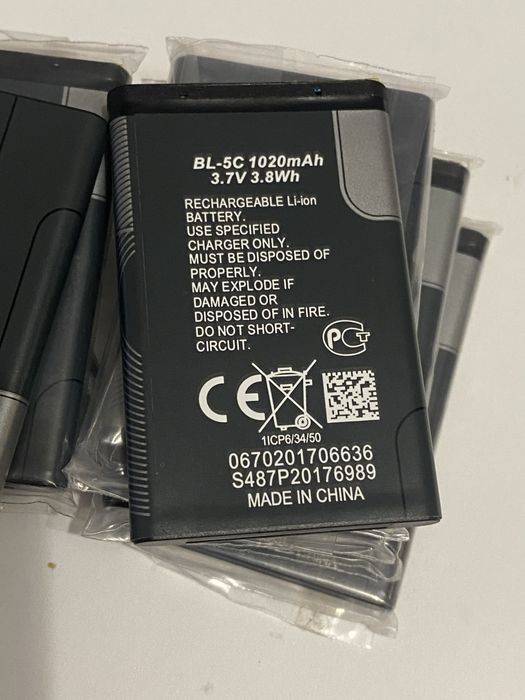 BL-5C 1020mAh
3.7V 3.8Wh
RECHARGEABLE Li-ion
BATTERY.
USE SPECIFIED
CHARGER ONLY.
MUST BE DISPOSED OF
PROPERLY.
MAY EXPLODE IF
DAMAGED OR
DISPOSED OF IN FIRE.
DO NOT SHORT-
CIRCUIT.
РСТ
CE
1ICP6/34/50
0670201706636
S487P20176989
MADE IN CHINA